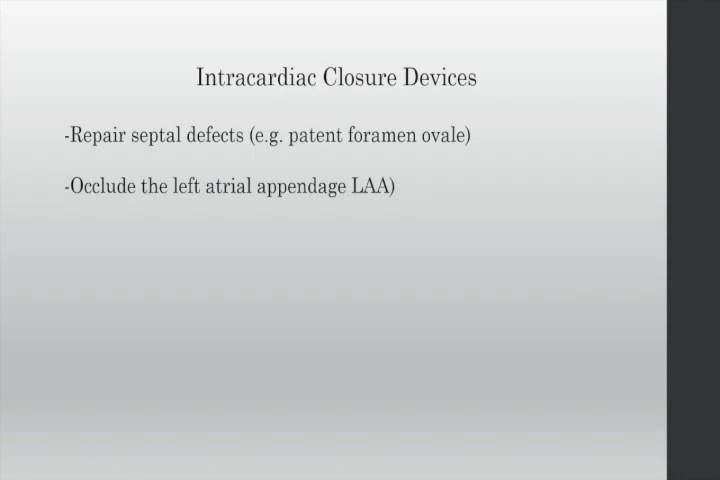 Intracardiac Closure Devices
-Repair septal defects (e.g. patent foramen ovale)
-Occlude the left atrial appendage LAA)